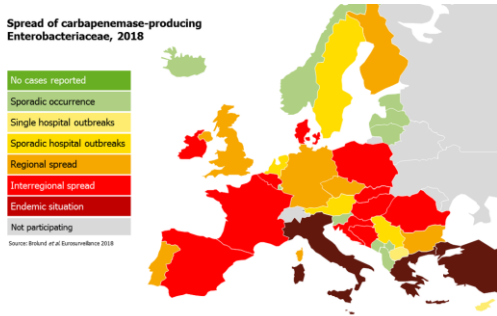 Spread of carbapenemase-producing
Enterobacteriaceae, 2018
No cases reported
Sporadic occurrence
Single hospital outbreaks
Sporadic hospital outbreaks
Regional spread
Interregional spread
Endemic situation
Not participating
Source: Brolund et al Eurosurveillance 2018